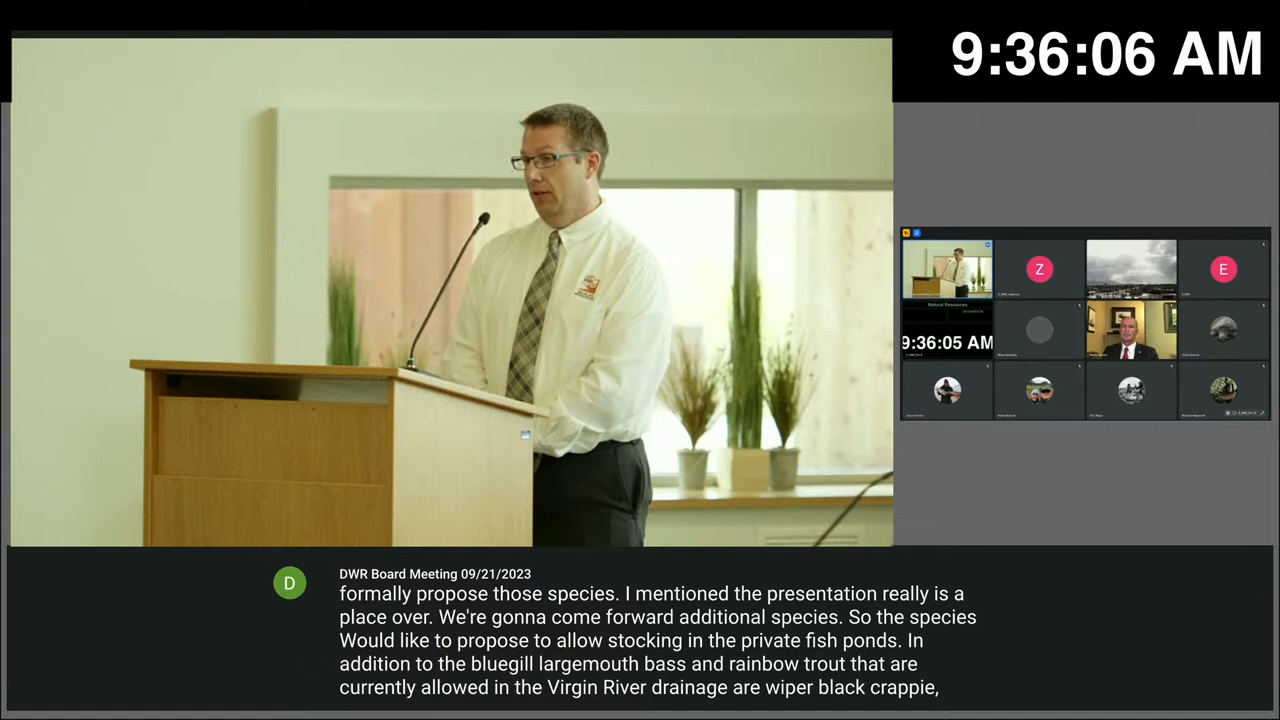 9:36:06 AM
Z
E
Natural Resources
9:36:05 AM
D
DWR Board Meeting 09/21/2023
formally propose those species. I mentioned the presentation really is a
place over. We're gonna come forward additional species. So the species
Would like to propose to allow stocking in the private fish ponds. In
addition to the bluegill largemouth bass and rainbow trout that are
currently allowed in the Virgin River drainage are wiper black crappie,